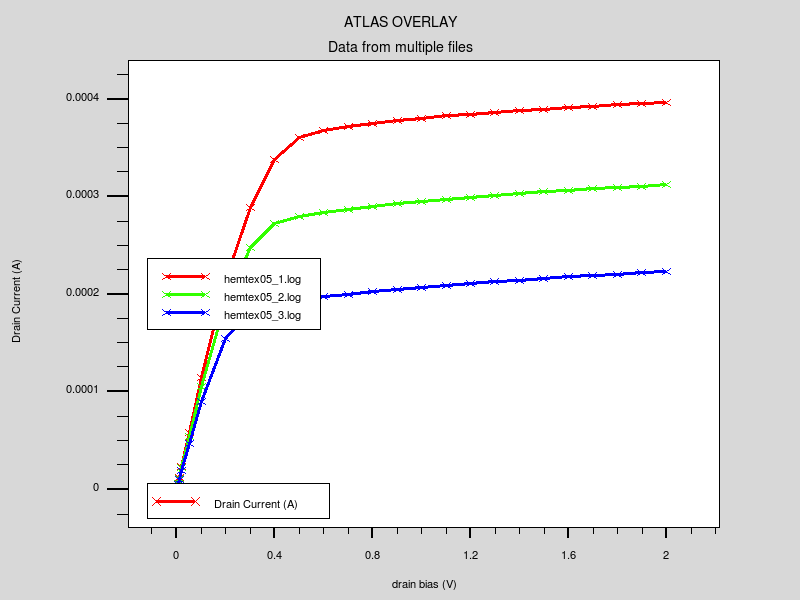 ATLAS OVERLAY
Data from multiple files
0.0004
0.0003
0.0002
0.0001
0
Drain Current (A)
hemtex05_1.log
hemtex05_2.log
hemtex05_3.log
Drain Current (A)
0 0.4 0.8 1.2 1.6 2
drain bias (V)